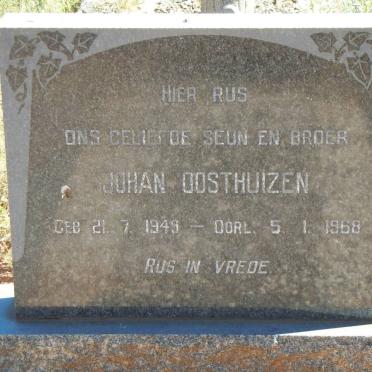 HIER RUS
ONS GELIEFDE SEUN EN BROER
JOHAN OOSTHUIZEN
GEB 21. 7. 1949 — OORL. 5. 1. 1968
RUS IN VREDE